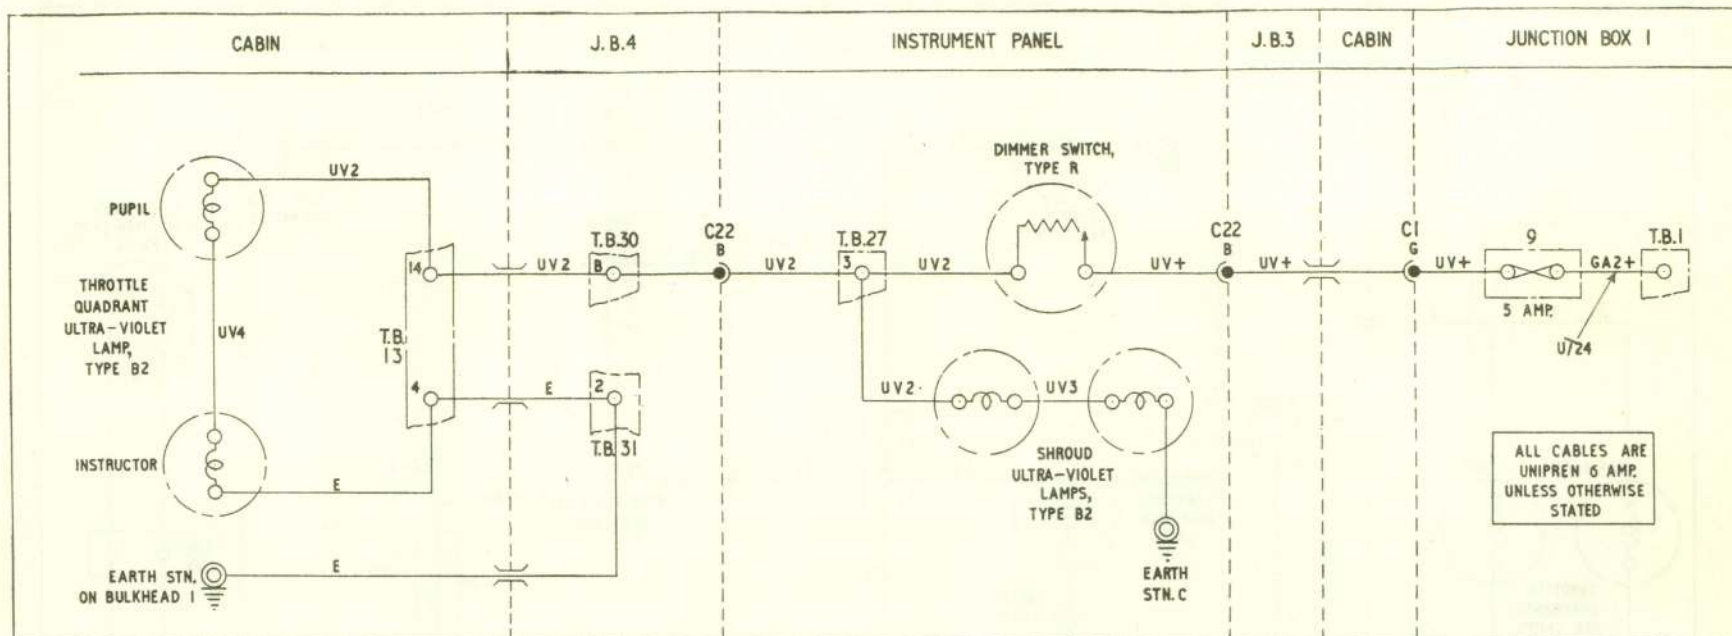 CABIN
J.B.4
INSTRUMENT PANEL
J.B.3
CABIN
JUNCTION BOX 1
DIMMER SWITCH,
TYPE R
UV2
PUPIL
THROTTLE
QUADRANT
ULTRA-VIOLET
LAMP,
TYPE B2
UV4
INSTRUCTOR
E
EARTH STN.
ON BULKHEAD 1
E
14
T.B.
13
4
UV2
E
T.B.30
B
2
T.B.31
C22
B
UV2
T.B.27
3
UV2
UV+
C22
B
UV+
C1
G
UV+
9
5 AMP.
GA2+
T.B.1
U/24
UV2
UV3
SHROUD
ULTRA-VIOLET
LAMPS,
TYPE B2
EARTH
STN. C
ALL CABLES ARE
UNIPREN 6 AMP.
UNLESS OTHERWISE
STATED